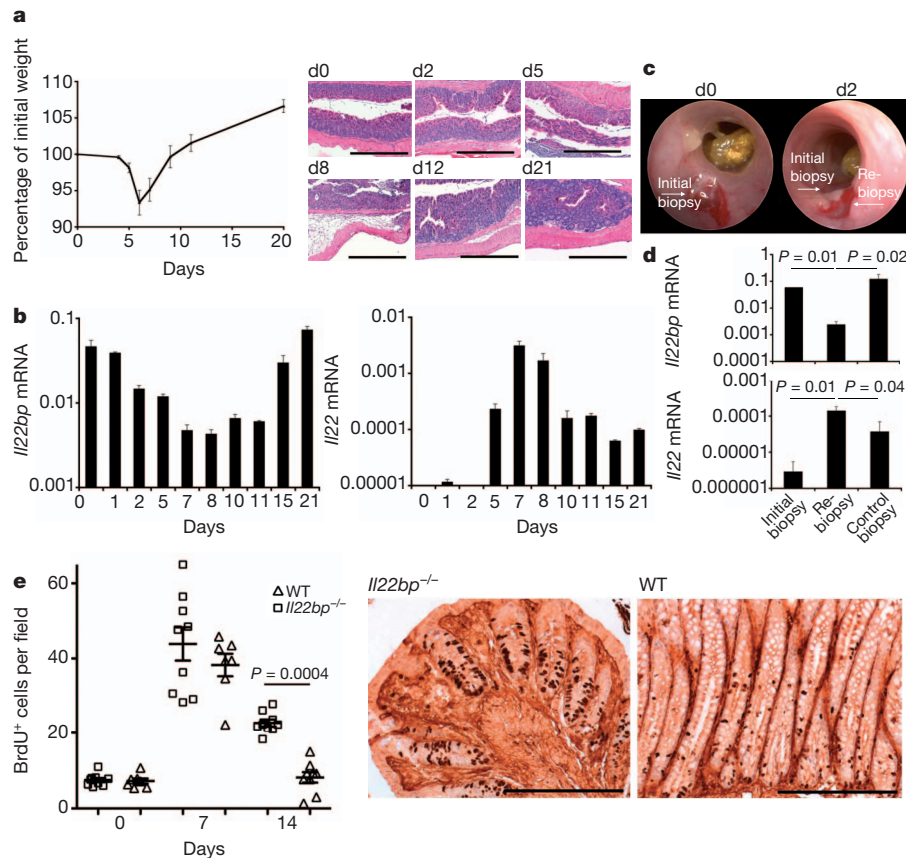 a
Percentage of initial weight
110
105
100
95
90
0 5 10 15 20
Days
d0 d2 d5
d8 d12 d21
c
d0 d2
Initial biopsy
Initial biopsy
Re-biopsy
b
Il22bp mRNA
0.1
0.01
0.001
0 1 2 5 7 8 10 11 15 21
Days
Il22 mRNA
0.01
0.001
0.0001
0.00001
0 1 2 5 7 8 10 11 15 21
Days
d
Il22bp mRNA
1
0.1
0.01
0.001
0.0001
P = 0.01 P = 0.02
Il22 mRNA
0.0001
0.0001
0.00001
0.000001
P = 0.01 P = 0.04
Initial biopsy
Re-biopsy
Control biopsy
e
BrdU+ cells per field
60
40
20
0
△ WT
□ Il22bp−/−
P = 0.0004
0 7 14
Days
Il22bp−/−
WT